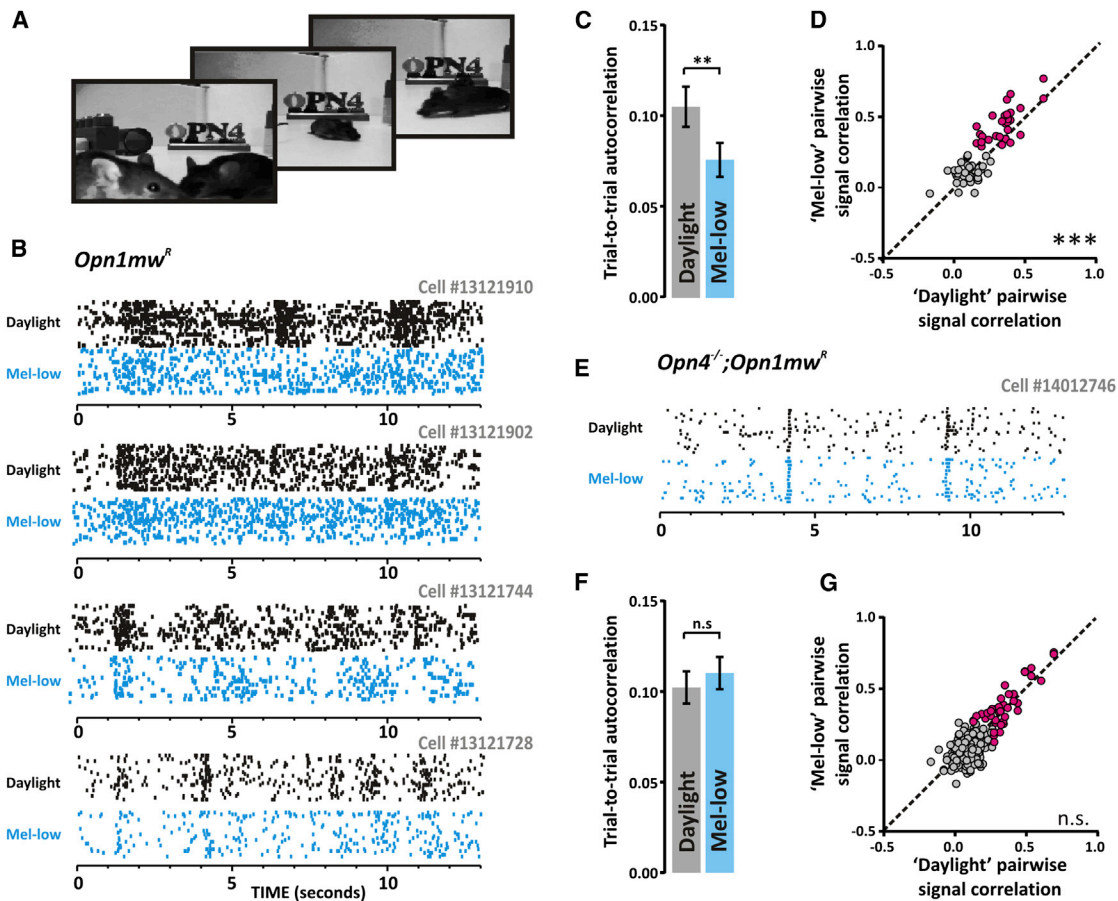 A
ΦPN4
ΦPN4
ΦPN4
B
Opn1mw^R
Cell #13121910
Daylight
Mel-low
0 5 10
Cell #13121902
Daylight
Mel-low
0 5 10
Cell #13121744
Daylight
Mel-low
0 5 10
Cell #13121728
Daylight
Mel-low
0 5 10
TIME (seconds)
C
Trial-to-trial autocorrelation
0.15
0.10
0.05
0.00
**
Daylight
Mel-low
D
'Mel-low' pairwise
signal correlation
1.0
0.5
0.0
-0.5
-0.5 0.0 0.5 1.0
***
'Daylight' pairwise
signal correlation
E
Opn4^-/-;Opn1mw^R
Cell #14012746
Daylight
Mel-low
0 5 10
F
Trial-to-trial autocorrelation
0.15
0.10
0.05
0.00
n.s
Daylight
Mel-low
G
'Mel-low' pairwise
signal correlation
1.0
0.5
0.0
-0.5
-0.5 0.0 0.5 1.0
n.s.
'Daylight' pairwise
signal correlation